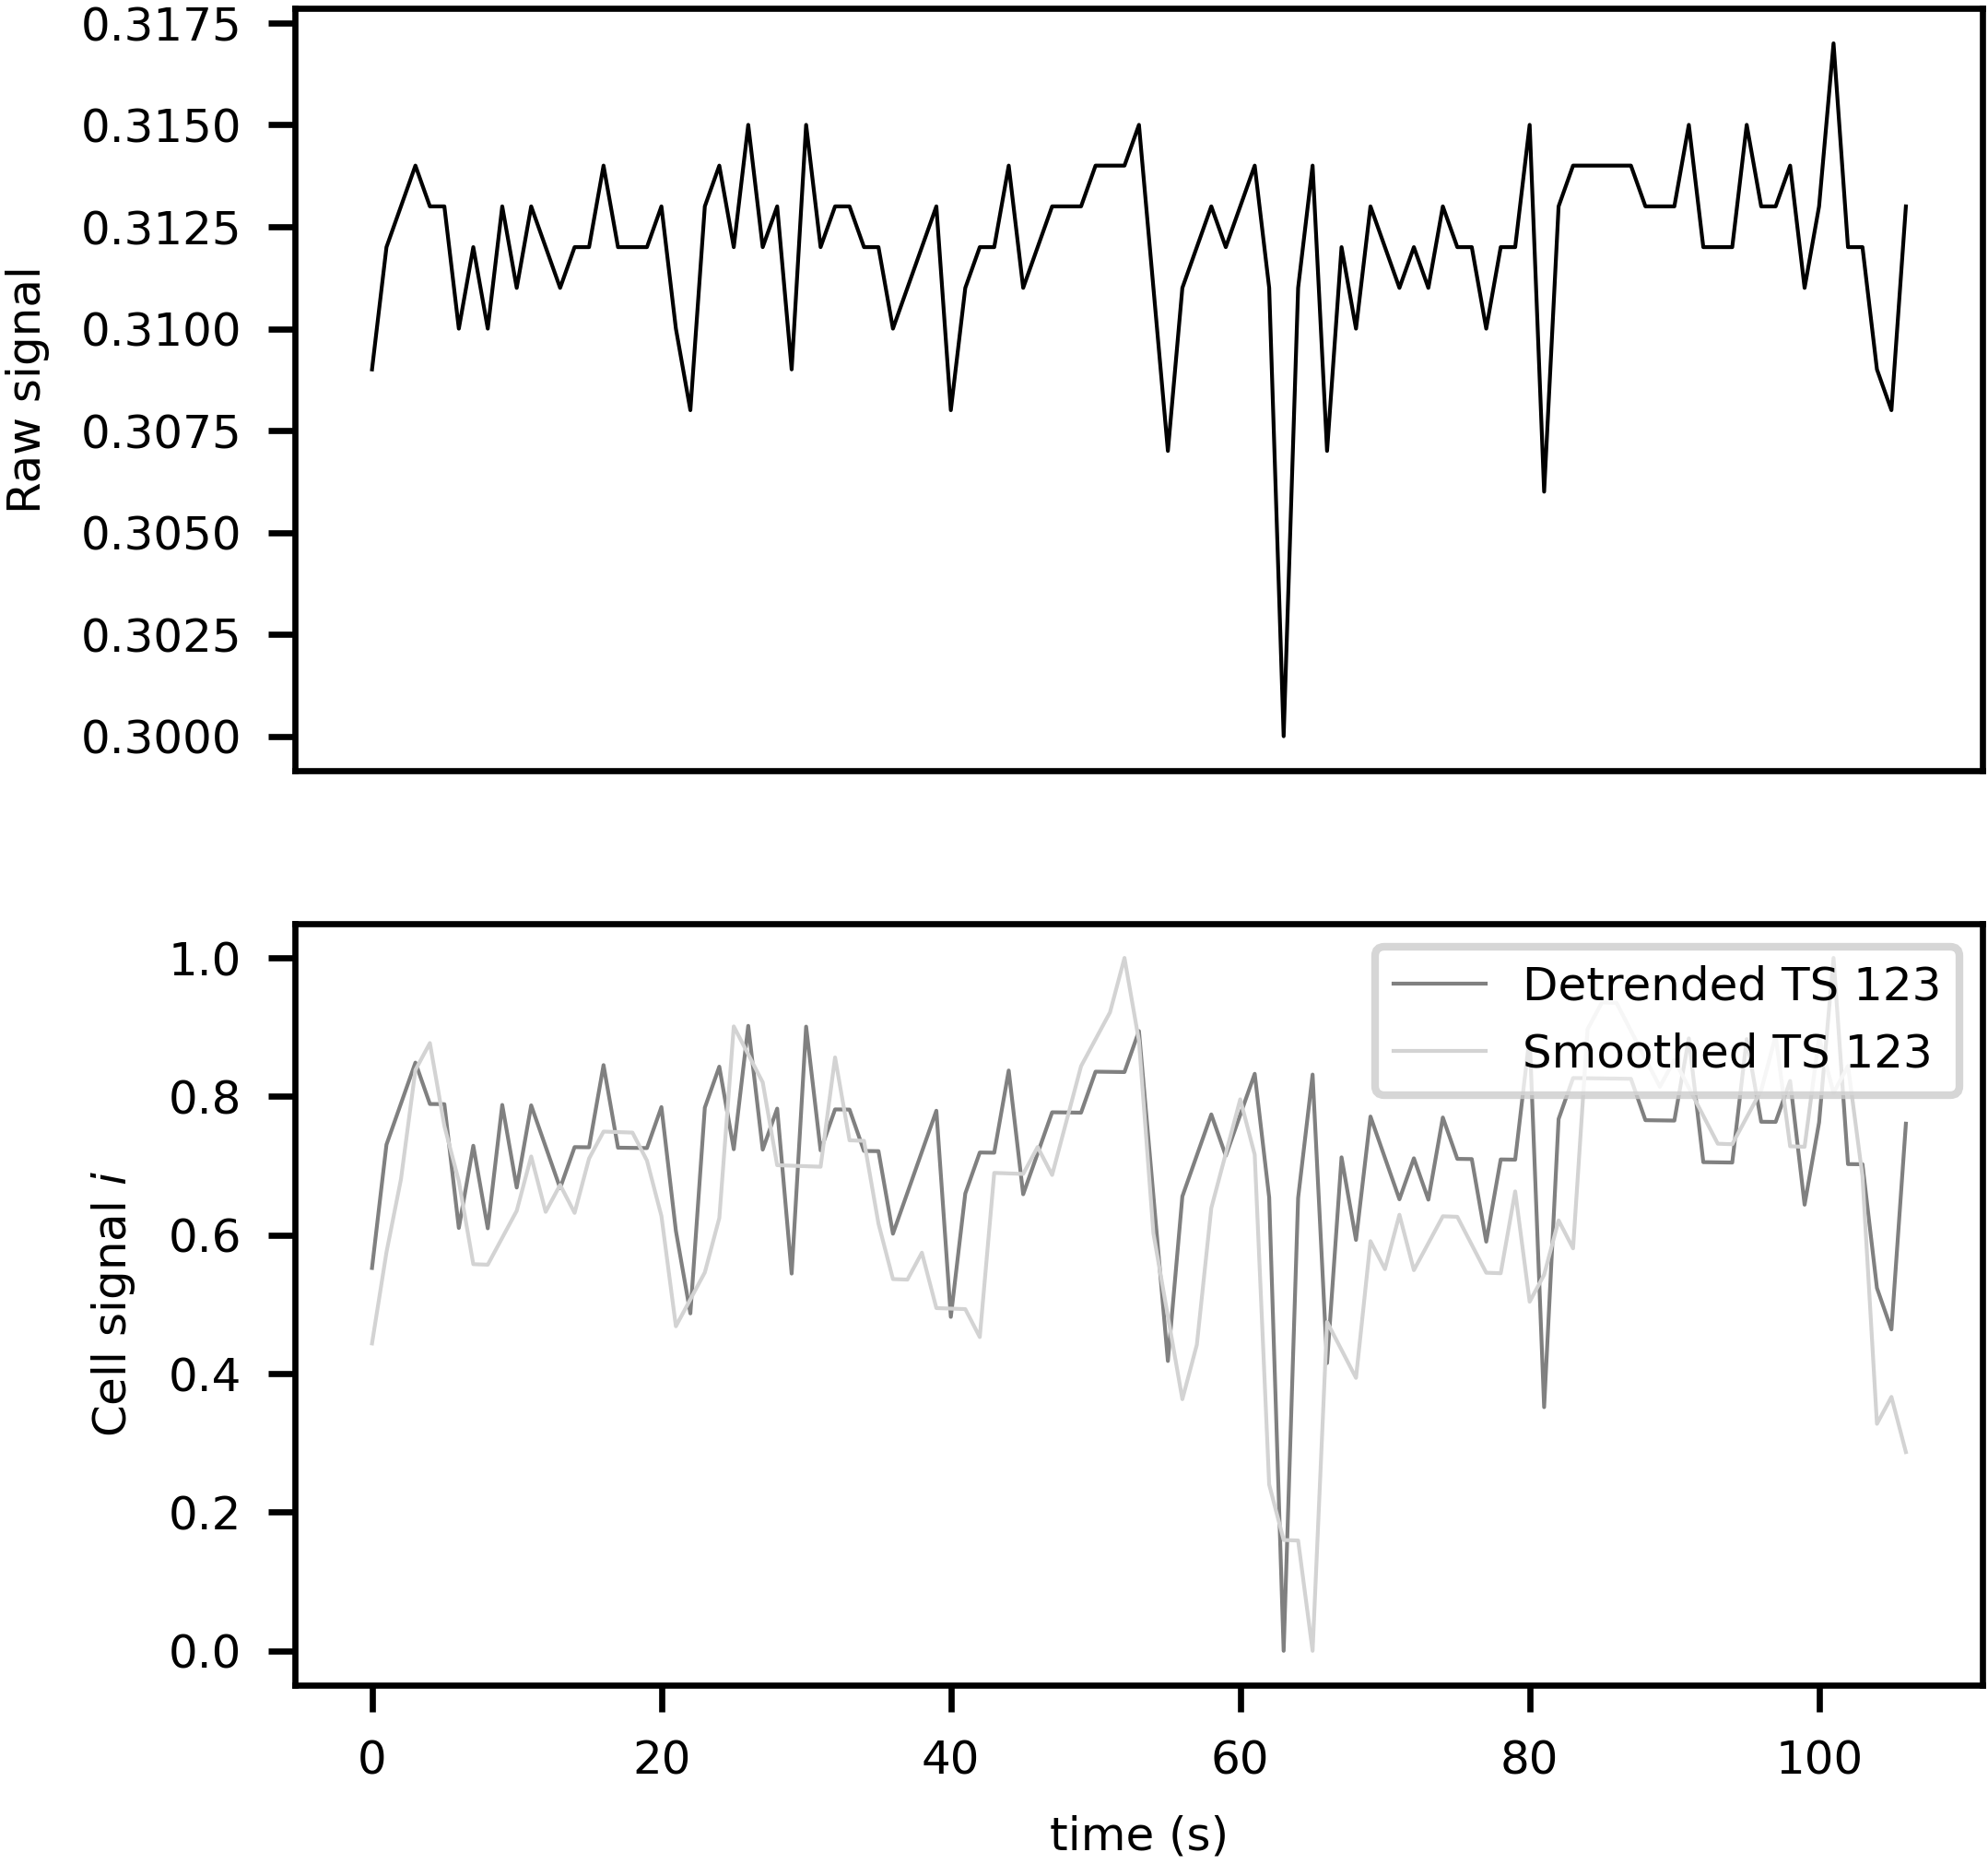 Raw signal
0.3175
0.3150
0.3125
0.3100
0.3075
0.3050
0.3025
0.3000
Cell signal i
1.0
0.8
0.6
0.4
0.2
0.0
Detrended TS 123
Smoothed TS 123
0 20 40 60 80 100
time (s)